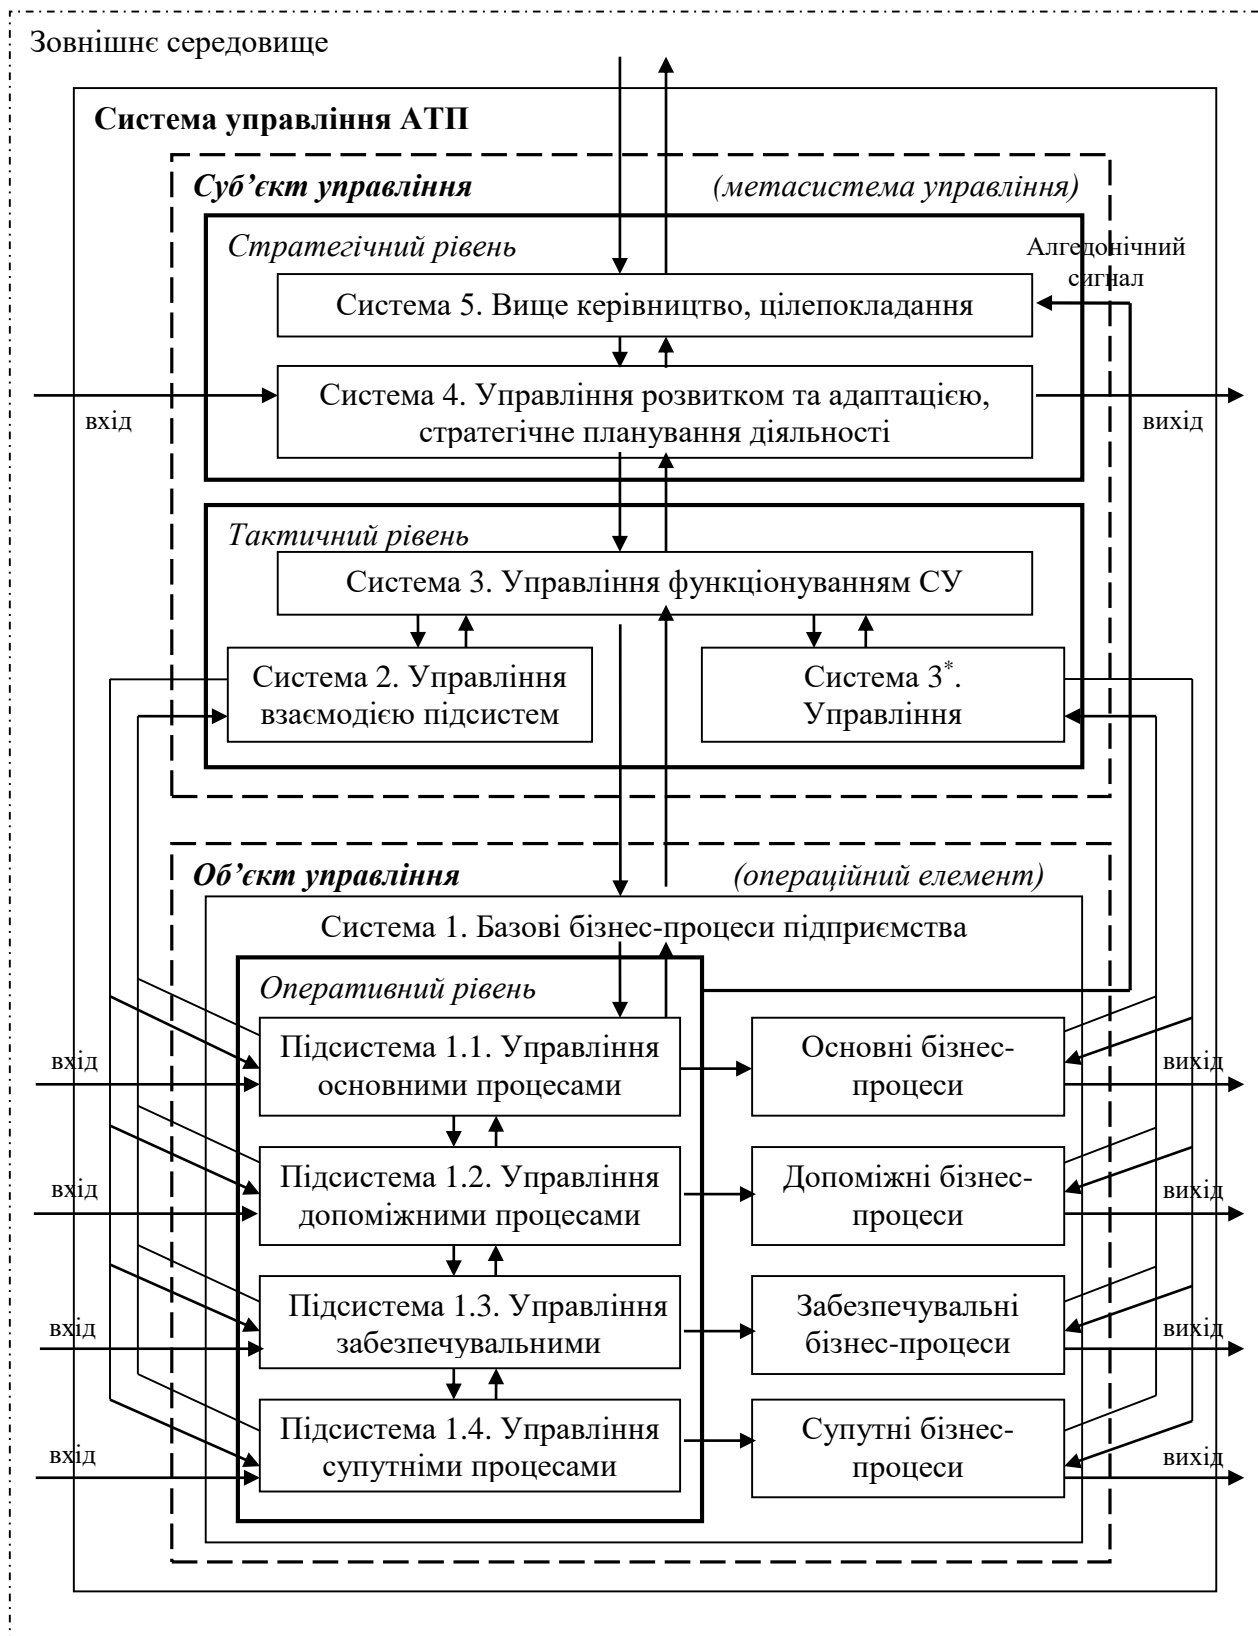 Зовнішнє середовище
Система управління АТП
Суб’єкт управління (метасистема управління)
Стратегічний рівень
Алгедонічний
сигнал
Система 5. Вище керівництво, цілепокладання
Система 4. Управління розвитком та адаптацією,
стратегічне планування діяльності
вхід
вихід
Тактичний рівень
Система 3. Управління функціонуванням СУ
Система 2. Управління
взаємодією підсистем
Система 3*.
Управління
Об’єкт управління (операційний елемент)
Система 1. Базові бізнес-процеси підприємства
Оперативний рівень
вхід
Підсистема 1.1. Управління
основними процесами
Основні бізнес-
процеси
вихід
вхід
Підсистема 1.2. Управління
допоміжними процесами
Допоміжні бізнес-
процеси
вихід
вхід
Підсистема 1.3. Управління
забезпечувальними
Забезпечувальні
бізнес-процеси
вихід
вхід
Підсистема 1.4. Управління
супутніми процесами
Супутні бізнес-
процеси
вихід